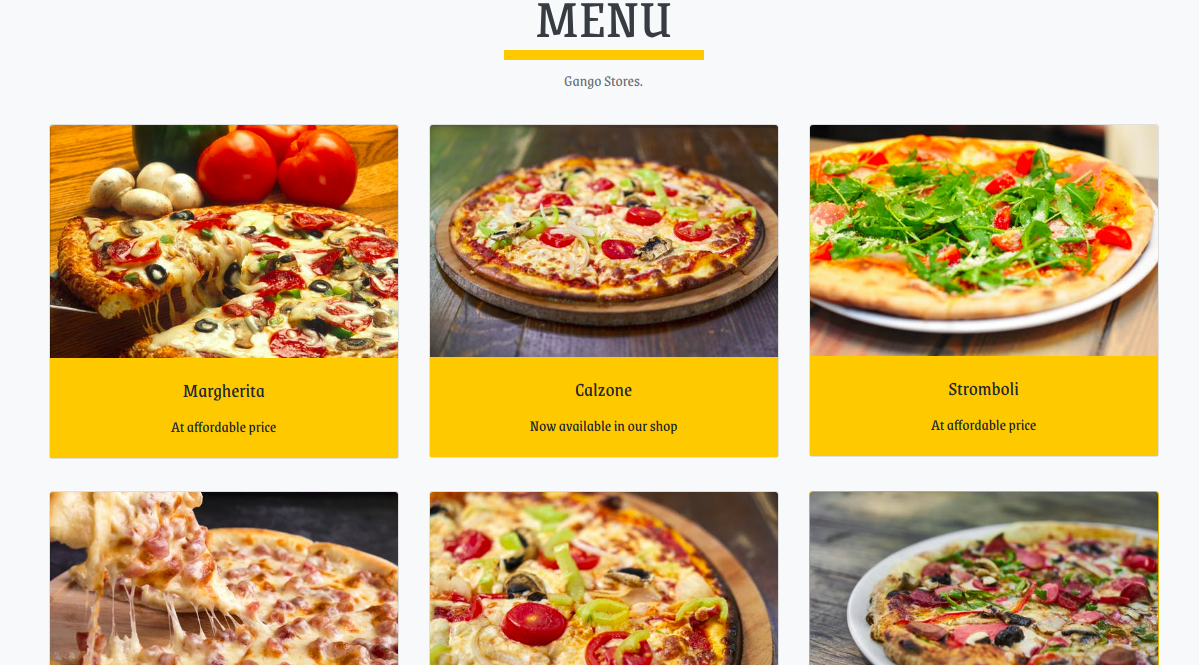 MENU
Gango Stores.
Margherita
At affordable price
Calzone
Now available in our shop
Stromboli
At affordable price